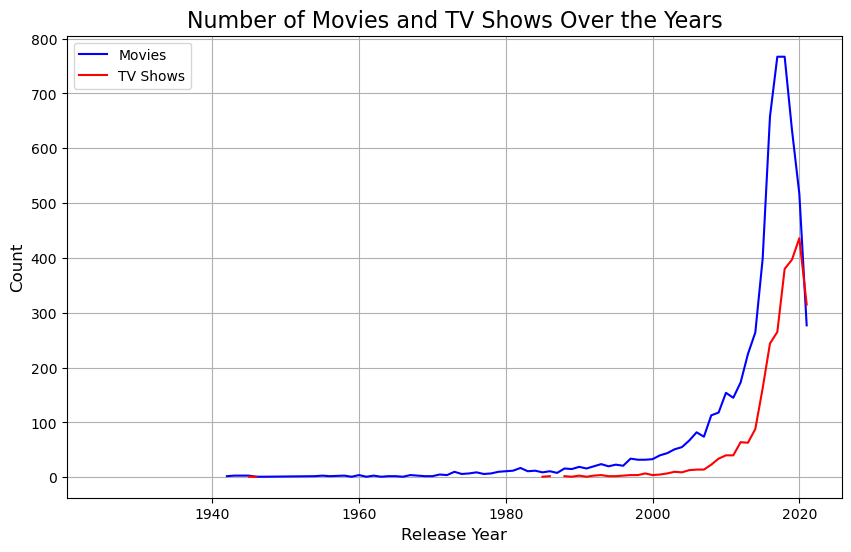 Number of Movies and TV Shows Over the Years
Movies
TV Shows
Count
800
700
600
500
400
300
200
100
0
1940
1960
1980
2000
2020
Release Year